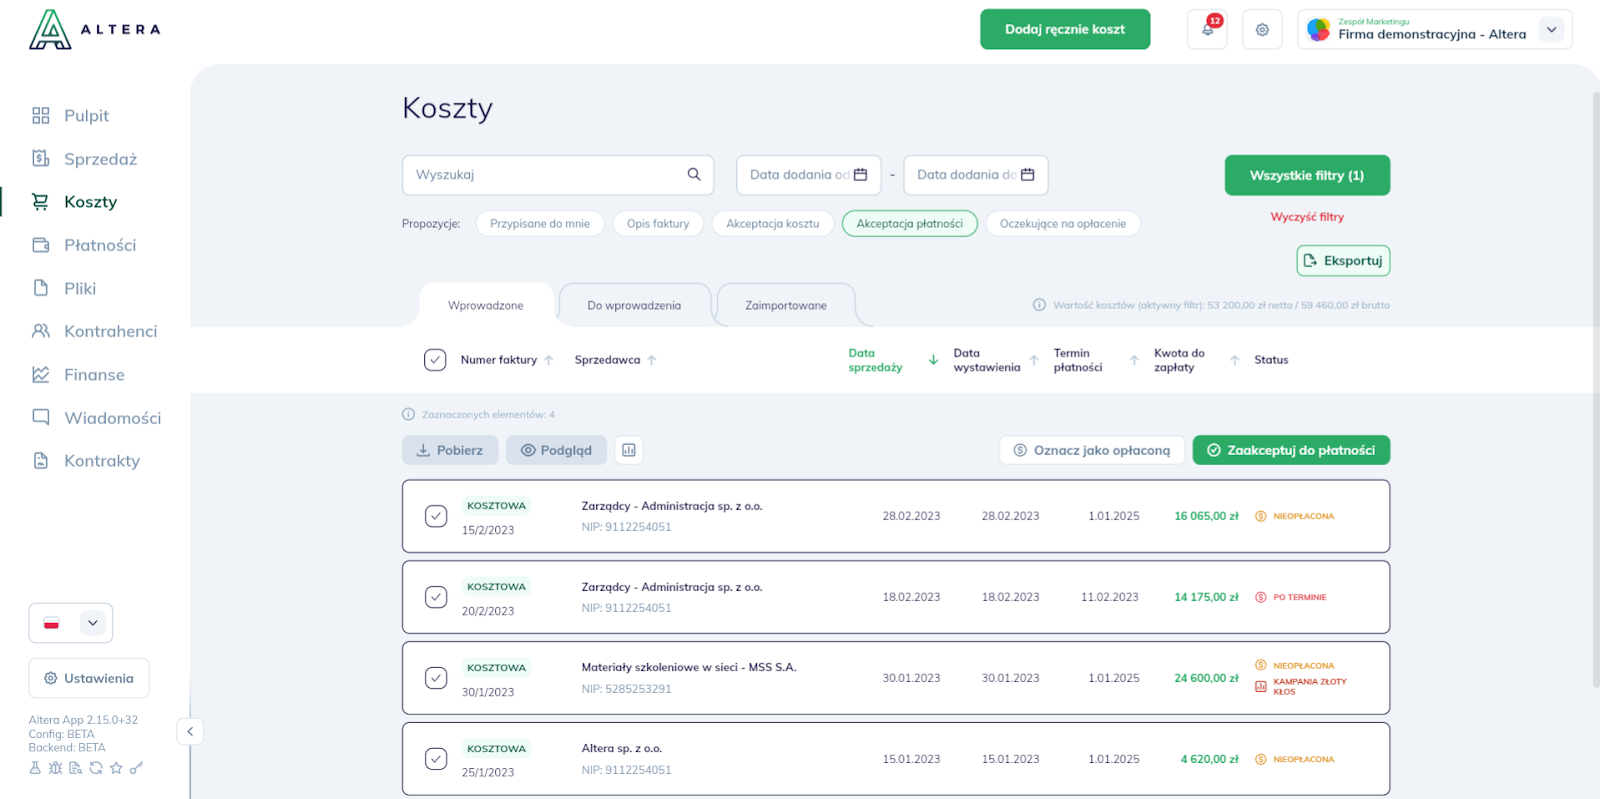 ALTERA
Dodaj ręcznie koszt
12
Zespół Marketingu
Firma demonstracyjna - Altera
Pulpit
Sprzedaż
Koszty
Płatności
Pliki
Kontrahenci
Finanse
Wiadomości
Kontrakty
Ustawienia
Altera App 2.15.0+32
Config: BETA
Backend: BETA
Koszty
Wyszukaj
Data dodania od
-
Data dodania do
Wszystkie filtry (1)
Propozycje:
Przypisane do mnie
Opis faktury
Akceptacja kosztu
Akceptacja płatności
Oczekujące na opłacenie
Wyczyść filtry
Eksportuj
Wprowadzone
Do wprowadzenia
Zaimportowane
Wartość kosztów (aktywny filtr): 53 200,00 zł netto / 59 460,00 zł brutto
Numer faktury
Sprzedawca
Data
sprzedaży
Data
wystawienia
Termin
płatności
Kwota do
zapłaty
Status
Zaznaczonych elementów: 4
Pobierz
Podgląd
Oznacz jako opłaconą
Zaakceptuj do płatności
KOSZTOWA
15/2/2023
Zarządcy - Administracja sp. z o.o.
NIP: 9112254051
28.02.2023
28.02.2023
1.01.2025
16 065,00 zł
NIEOPŁACONA
KOSZTOWA
20/2/2023
Zarządcy - Administracja sp. z o.o.
NIP: 9112254051
18.02.2023
18.02.2023
11.02.2023
14 175,00 zł
PO TERMINIE
KOSZTOWA
30/1/2023
Materiały szkoleniowe w sieci - MSS S.A.
NIP: 5285253291
30.01.2023
30.01.2023
1.01.2025
24 600,00 zł
NIEOPŁACONA
KAMPANIA ZŁOTY
KŁOS
KOSZTOWA
25/1/2023
Altera sp. z o.o.
NIP: 9112254051
15.01.2023
15.01.2023
1.01.2025
4 620,00 zł
NIEOPŁACONA